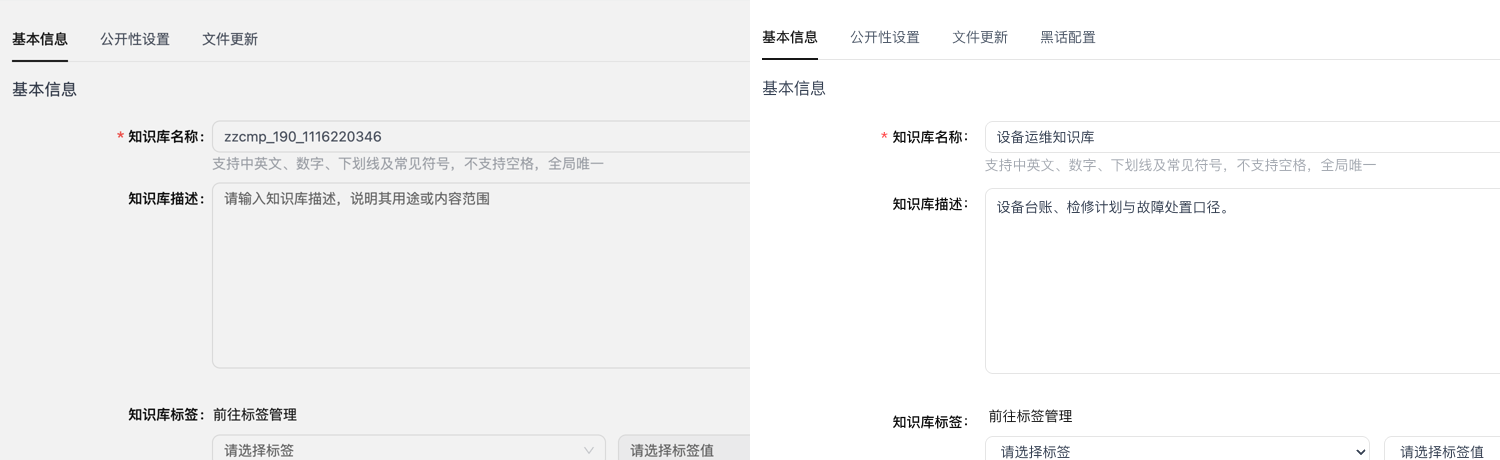 基本信息 公开性设置 文件更新
基本信息
* 知识库名称： zzcmp_190_1116220346
支持中英文、数字、下划线及常见符号，不支持空格，全局唯一
知识库描述： 请输入知识库描述，说明其用途或内容范围
知识库标签： 前往标签管理
请选择标签 请选择标签值
基本信息 公开性设置 文件更新 黑话配置
基本信息
* 知识库名称： 设备运维知识库
支持中英文、数字、下划线及常见符号，不支持空格，全局唯一
知识库描述： 设备台账、检修计划与故障处置口径。
知识库标签： 前往标签管理
请选择标签 请选择标签值